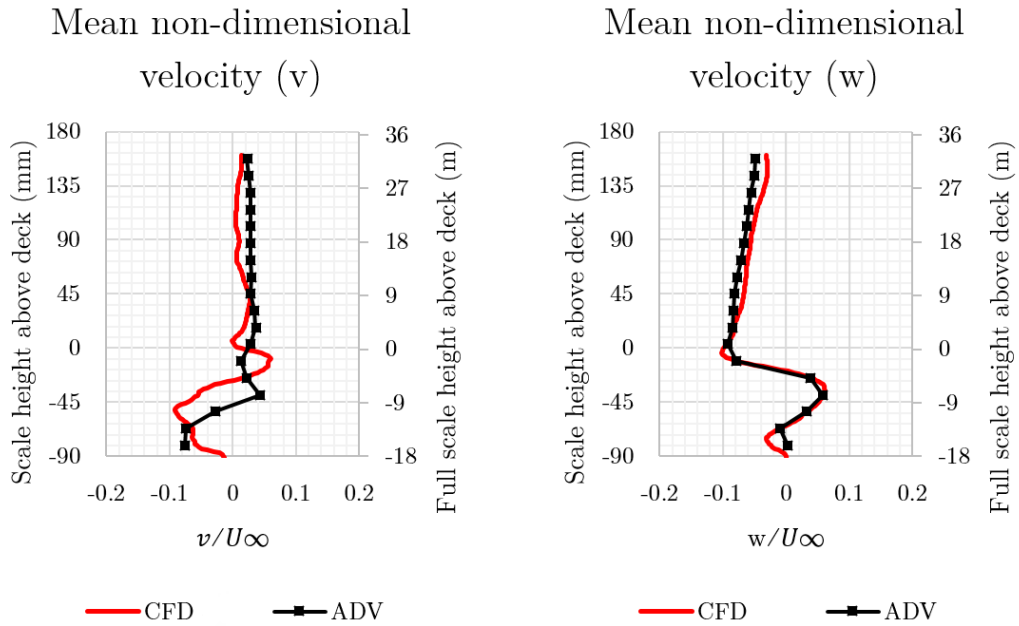 Mean non-dimensional
velocity (v)
Scale height above deck (mm)
180
135
90
45
0
-45
-90
36
27
18
9
0
-9
-18
Full scale height above deck (m)
-0.2 -0.1 0 0.1 0.2
v/U∞
CFD ADV
Mean non-dimensional
velocity (w)
Scale height above deck (mm)
180
135
90
45
0
-45
-90
36
27
18
9
0
-9
-18
Full scale height above deck (m)
-0.2 -0.1 0 0.1 0.2
w/U∞
CFD ADV